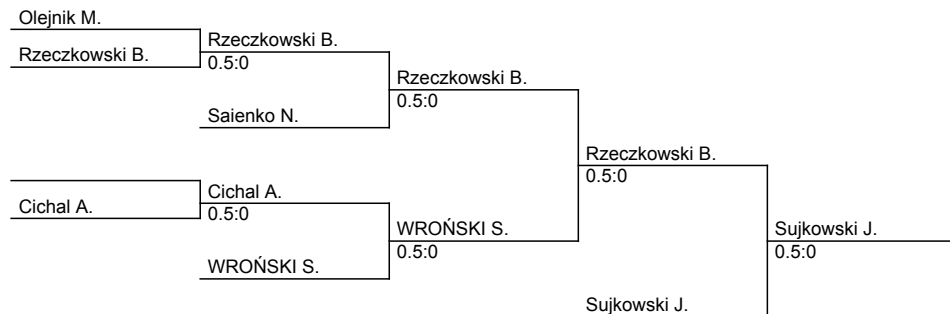 Olejnik M.
Rzeczkowski B.
Rzeczkowski B.
0.5:0
Rzeczkowski B.
0.5:0
Saienko N.
Rzeczkowski B.
0.5:0
Cichal A.
Cichal A.
0.5:0
WROŃSKI S.
0.5:0
Sujkowski J.
0.5:0
WROŃSKI S.
Sujkowski J.